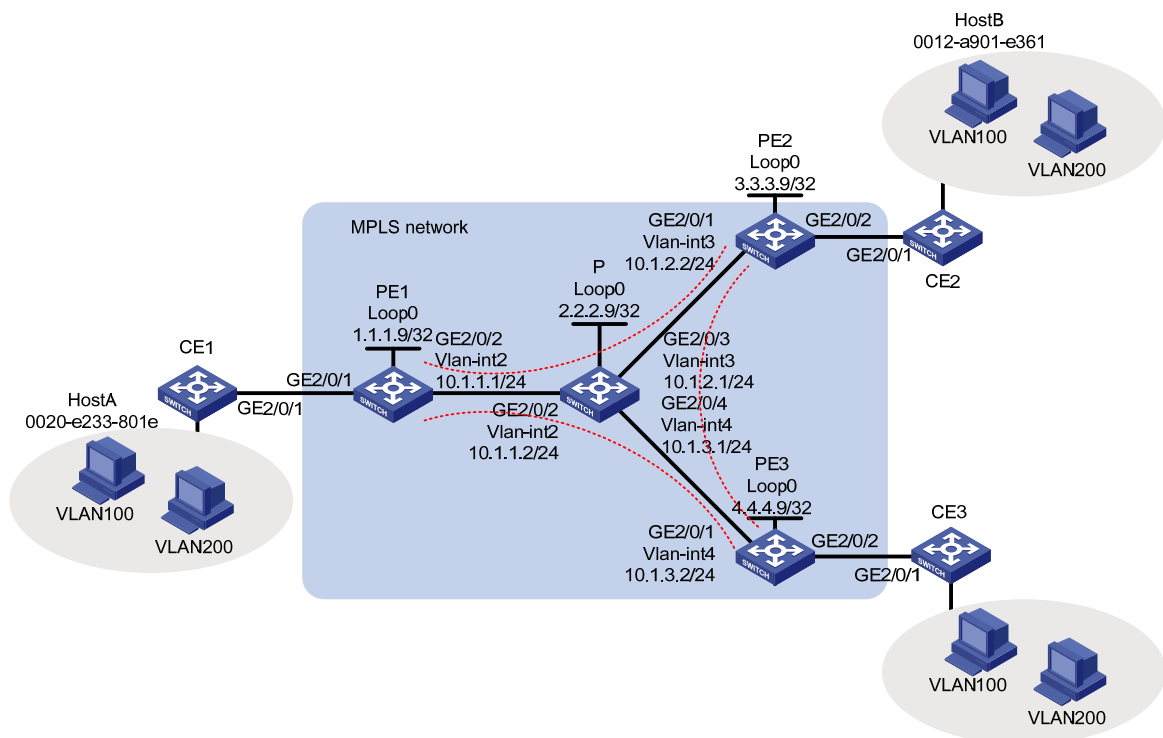 HostB
0012-a901-e361
VLAN100
VLAN200
PE2
Loop0
3.3.3.9/32
MPLS network
GE2/0/1
Vlan-int3
10.1.2.2/24
SWITCH
GE2/0/2
GE2/0/1
SWITCH
CE2
P
Loop0
2.2.2.9/32
PE1
Loop0
1.1.1.9/32
GE2/0/2
Vlan-int2
10.1.1.1/24
GE2/0/3
Vlan-int3
10.1.2.1/24
CE1
SWITCH
GE2/0/1
GE2/0/1
SWITCH
SWITCH
HostA
0020-e233-801e
VLAN100
VLAN200
GE2/0/2
Vlan-int2
10.1.1.2/24
GE2/0/4
Vlan-int4
10.1.3.1/24
PE3
Loop0
4.4.4.9/32
GE2/0/1
Vlan-int4
10.1.3.2/24
SWITCH
GE2/0/2
GE2/0/1
CE3
SWITCH
VLAN100
VLAN200